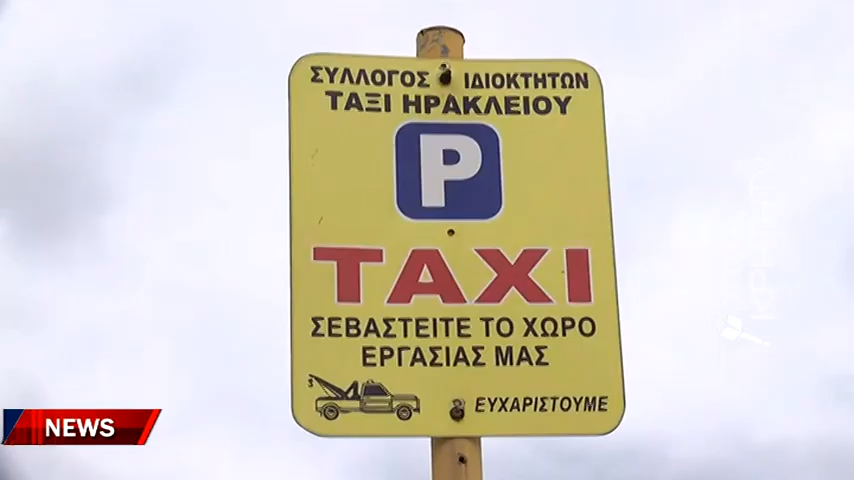 ΣΥΛΛΟΓΟΣ ΙΔΙΟΚΤΗΤΩΝ
ΤΑΞΙ ΗΡΑΚΛΕΙΟΥ
P
TAXI
ΣΕΒΑΣΤΕΙΤΕ ΤΟ ΧΩΡΟ
ΕΡΓΑΣΙΑΣ ΜΑΣ
ΕΥΧΑΡΙΣΤΟΥΜΕ
NEWS